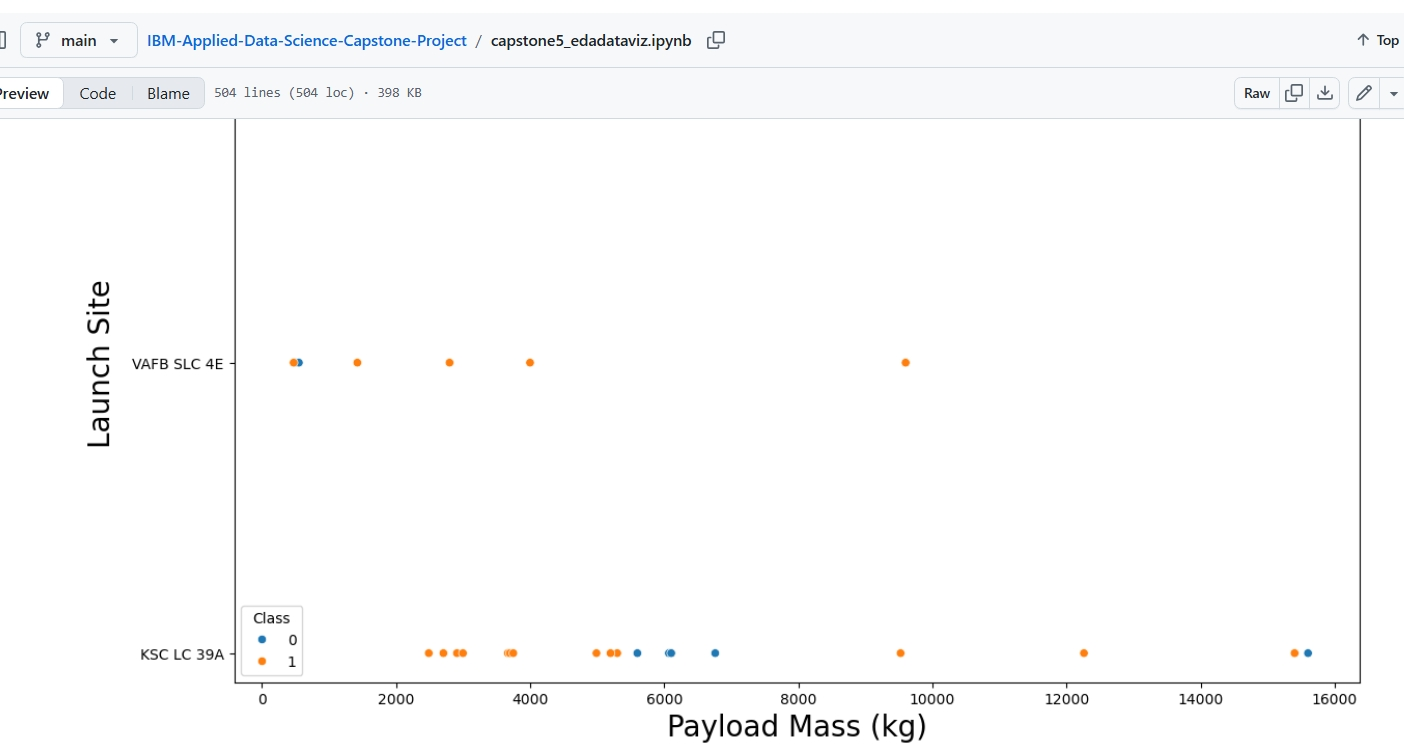 main
IBM-Applied-Data-Science-Capstone-Project / capstone5_edadataviz.ipynb
Top
Preview
Code
Blame
504 lines (504 loc) · 398 KB
Raw
Launch Site
VAFB SLC 4E
KSC LC 39A
Class
0
1
0 2000 4000 6000 8000 10000 12000 14000 16000
Payload Mass (kg)